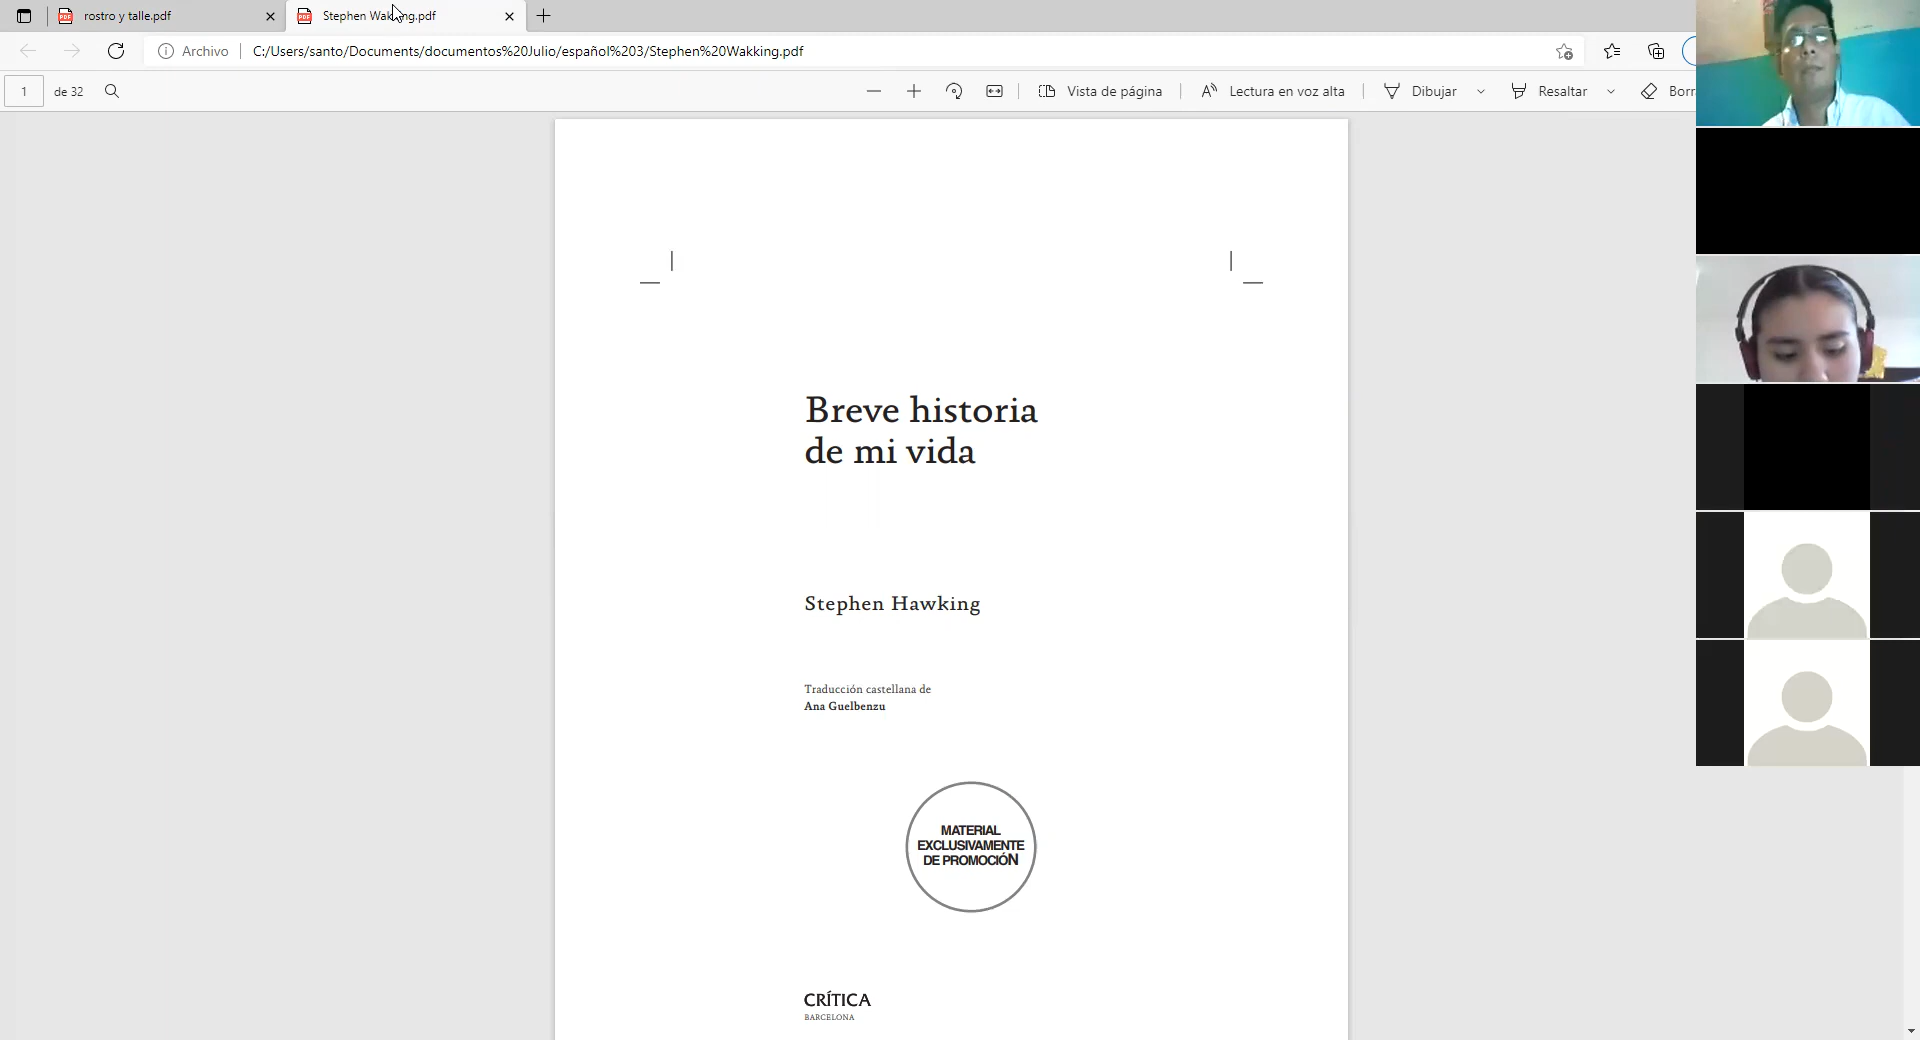 rostro y talle.pdf
Stephen Wakking.pdf
Archivo
C:/Users/santo/Documents/documentos%20Julio/español%203/Stephen%20Wakking.pdf
1 de 32
Vista de página
Lectura en voz alta
Dibujar
Resaltar
Breve historia
de mi vida
Stephen Hawking
Traducción castellana de
Ana Guelbenzu
MATERIAL
EXCLUSIVAMENTE
DE PROMOCIÓN
CRÍTICA
BARCELONA